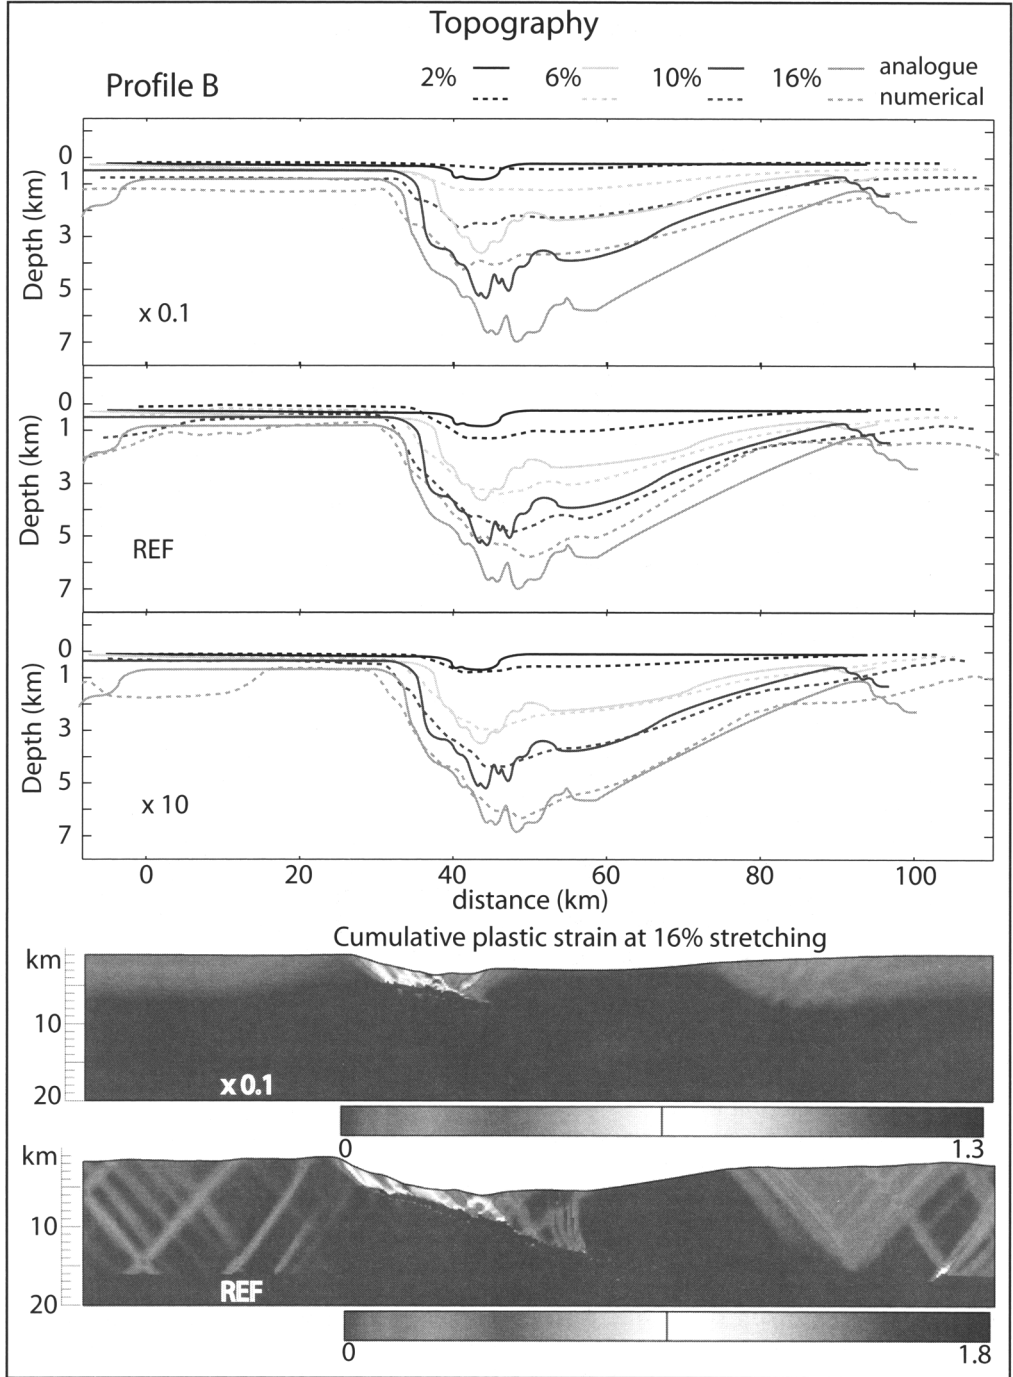 Topography
Profile B
2% 6% 10% 16% analogue
numerical
0
1
3
5
7
Depth (km)
x 0.1
0
1
3
5
7
Depth (km)
REF
0
1
3
5
7
Depth (km)
x 10
0 20 40 60 80 100
distance (km)
Cumulative plastic strain at 16% stretching
km
10
20
x 0.1
0 1.3
km
10
20
REF
0 1.8